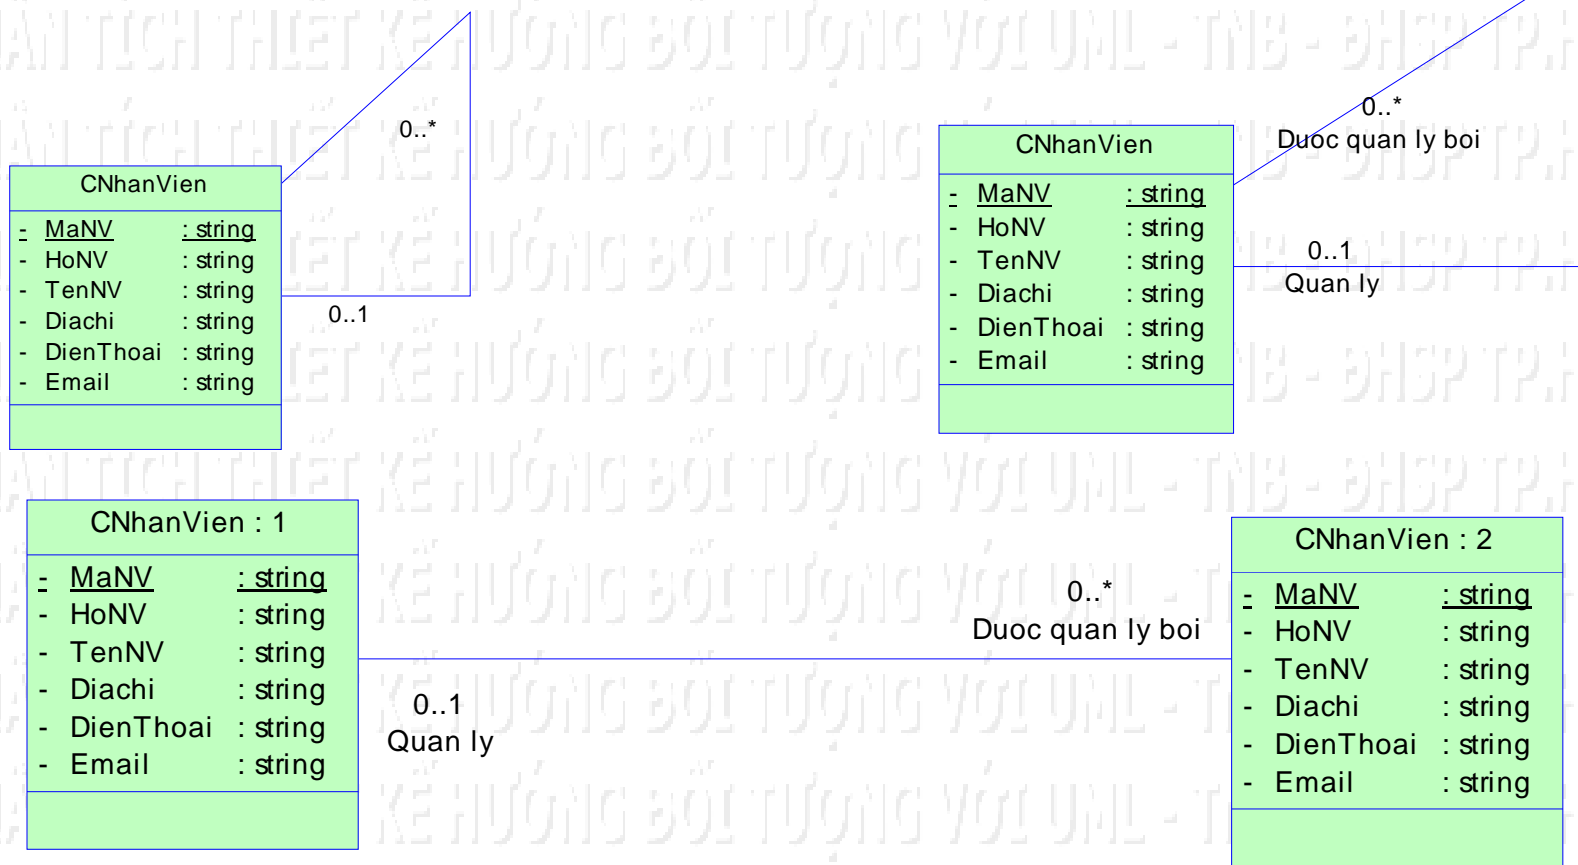 CNhanVien
- MaNV : string
- HoNV : string
- TenNV : string
- Diachi : string
- DienThoai : string
- Email : string
0..*
0..1
CNhanVien
- MaNV : string
- HoNV : string
- TenNV : string
- Diachi : string
- DienThoai : string
- Email : string
0..*
Duoc quan ly boi
0..1
Quan ly
CNhanVien : 1
- MaNV : string
- HoNV : string
- TenNV : string
- Diachi : string
- DienThoai : string
- Email : string
0..1
Quan ly
0..*
Duoc quan ly boi
CNhanVien : 2
- MaNV : string
- HoNV : string
- TenNV : string
- Diachi : string
- DienThoai : string
- Email : string